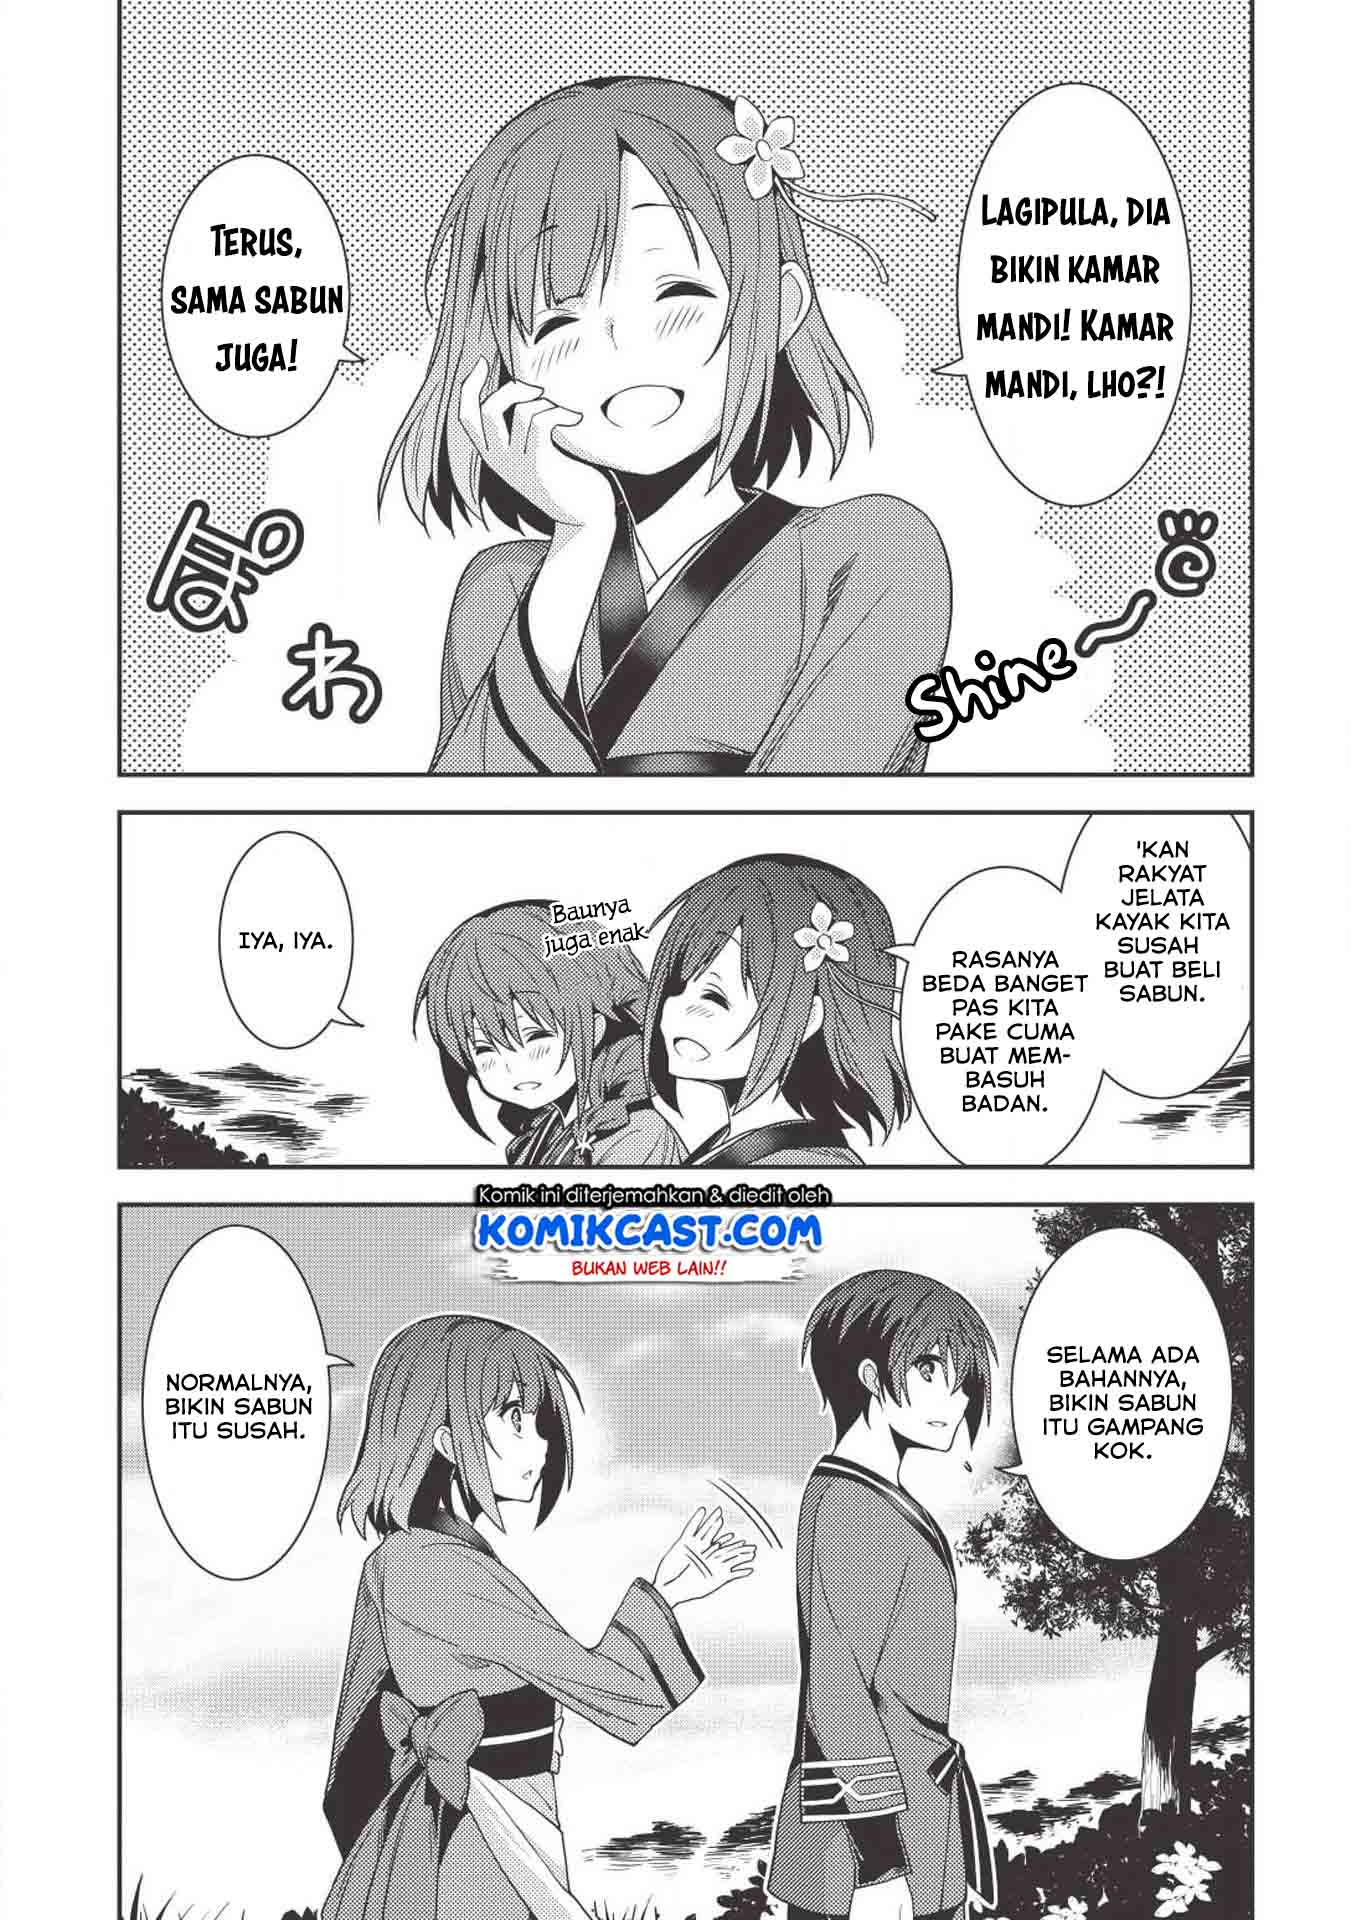 LAGIPULA, DIA
BIKIN KAMAR
MANDI! KAMAR
MANDI, LHO?!
TERUS,
SAMA SABUN
JUGA!
ぽわ
Shine
'KAN
RAKYAT
JELATA
KAYAK KITA
SUSAH
BUAT BELI
SABUN.
RASANYA
BEDA BANGET
PAS KITA
PAKE CUMA
BUAT MEM-
BASUH
BADAN.
Baunya
juga enak
IYA, IYA.
Komik ini diterjemahkan & diedit oleh
KOMIKCAST.COM
BUKAN WEB LAIN!!
SELAMA ADA
BAHANNYA,
BIKIN SABUN
ITU GAMPANG
KOK.
NORMALNYA,
BIKIN SABUN
ITU SUSAH.